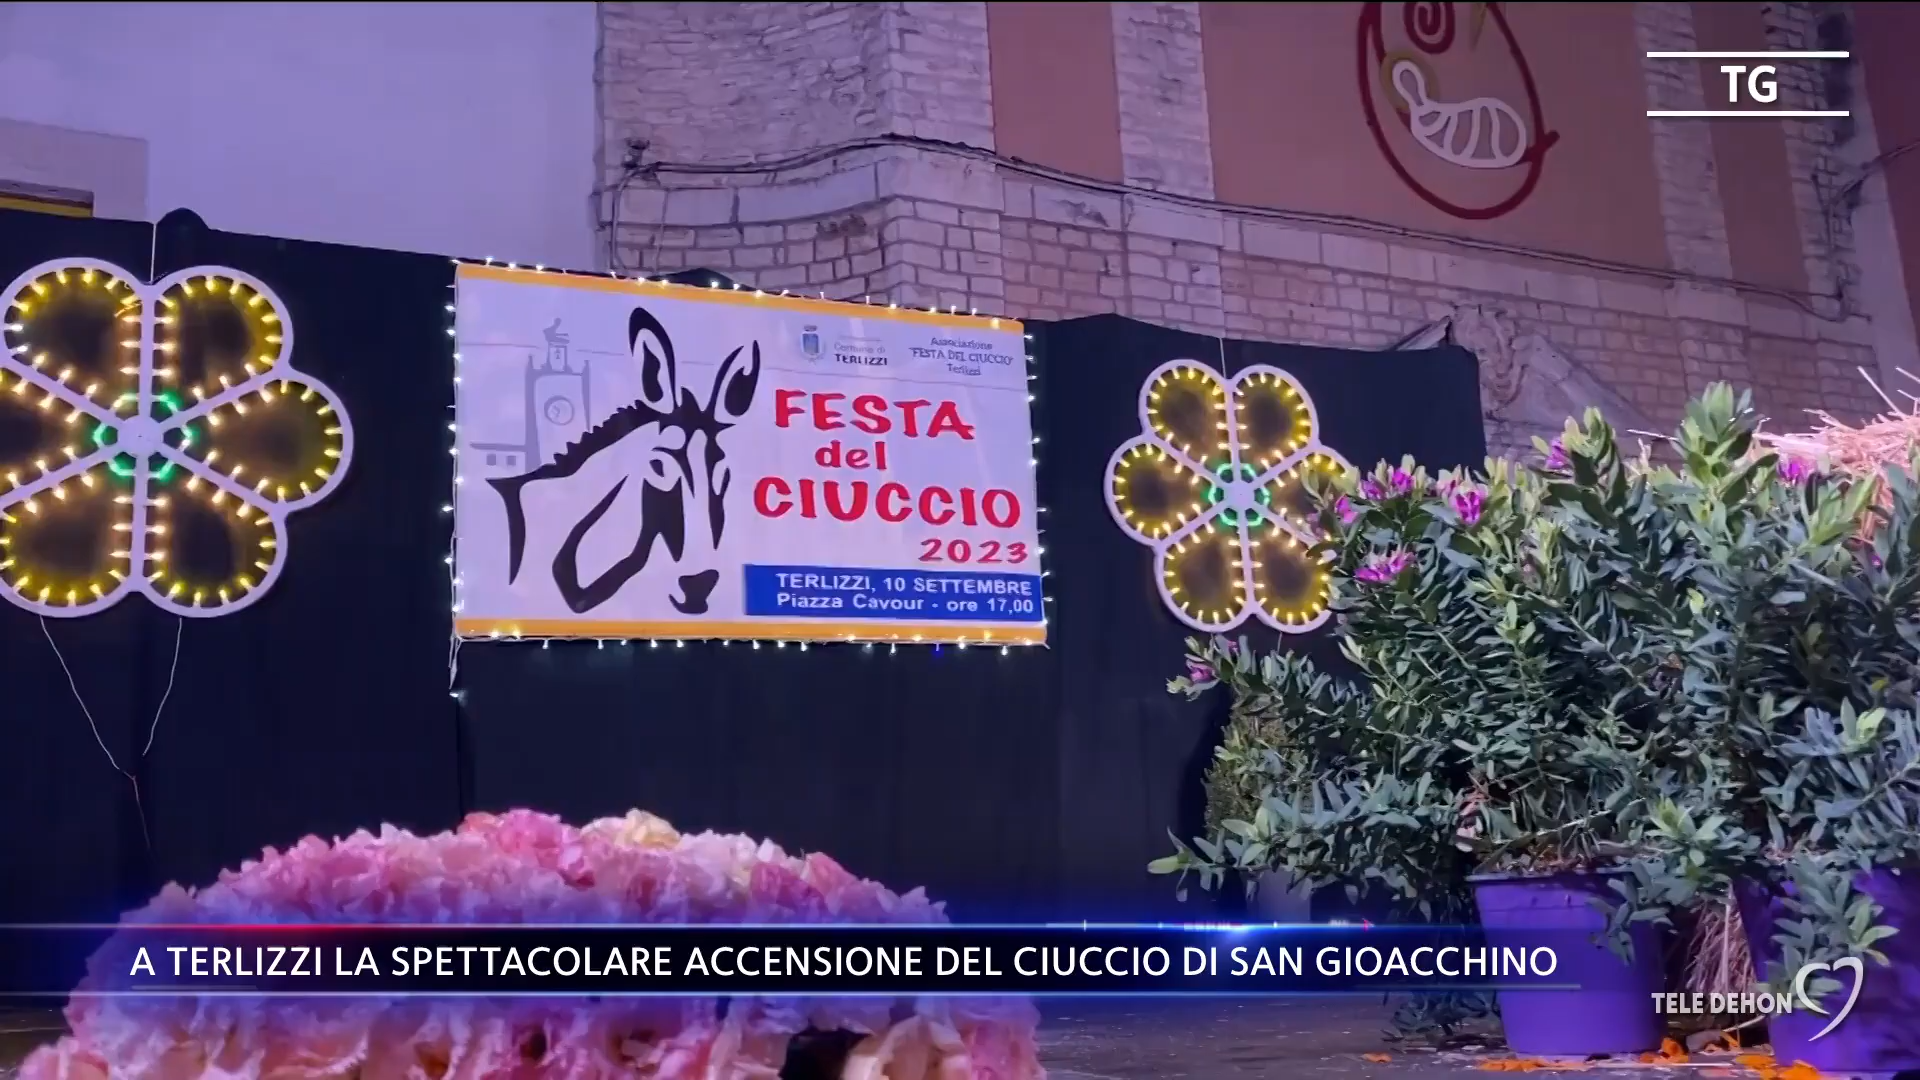 TG
Comune di
TERLIZZI
Associazione
"FESTA DEL CIUCCIO"
Terlizzi
FESTA
del
CIUCCIO
2023
TERLIZZI, 10 SETTEMBRE
Piazza Cavour - ore 17,00
A TERLIZZI LA SPETTACOLARE ACCENSIONE DEL CIUCCIO DI SAN GIOACCHINO
TELE DEHON